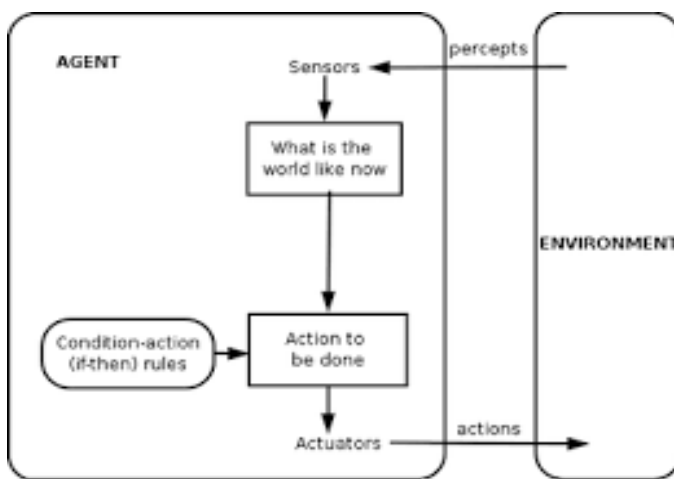 AGENT
Sensors
percepts
What is the
world like now
ENVIRONMENT
Condition-action
(if-then) rules
Action to
be done
Actuators
actions